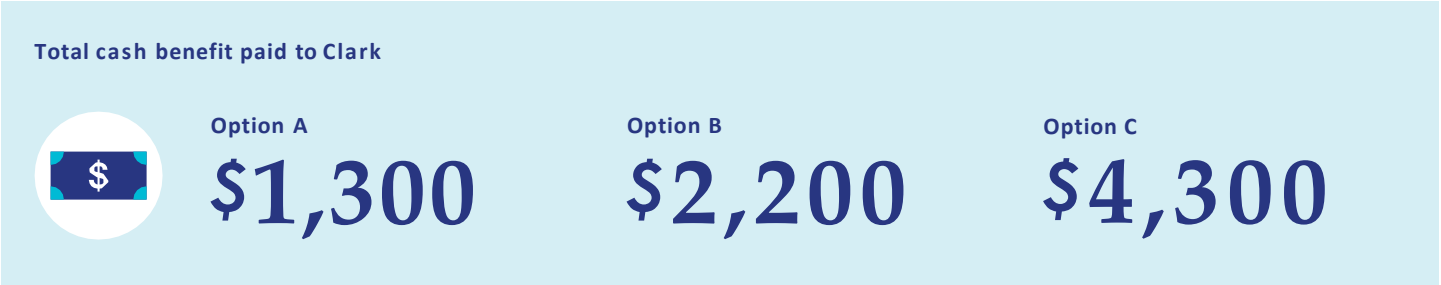 Total cash benefit paid to Clark
$
Option A
$1,300
Option B
$2,200
Option C
$4,300